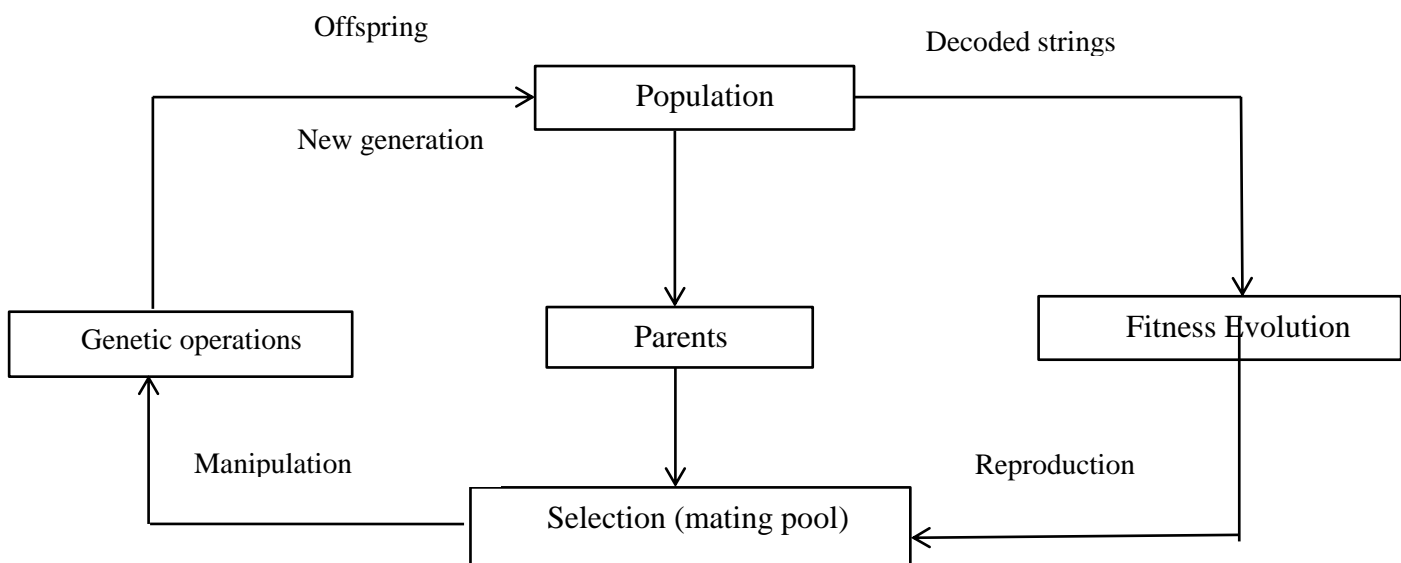 Offspring
Decoded strings
Population
New generation
Genetic operations
Parents
Fitness Evolution
Manipulation
Reproduction
Selection (mating pool)